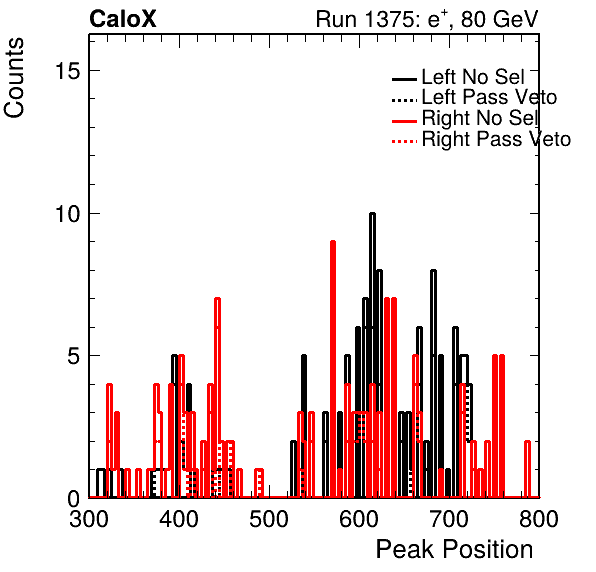 CaloX Run 1375: e+, 80 GeV
Counts
15
10
5
0
Left No Sel
Left Pass Veto
Right No Sel
Right Pass Veto
300 400 500 600 700 800
Peak Position